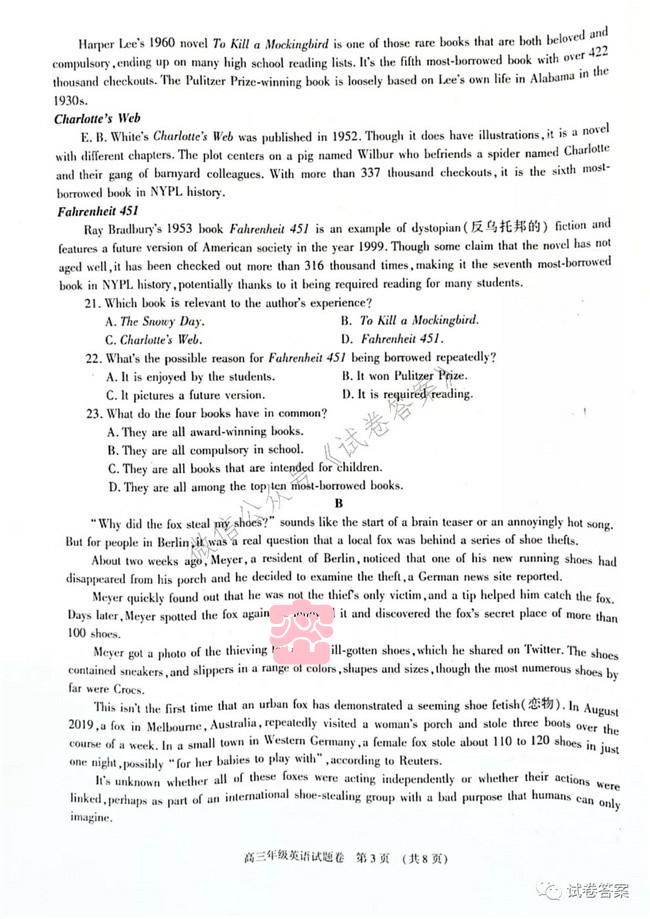 Harper Lee's 1960 novel To Kill a Mockingbird is one of those rare books that are both beloved and
compulsory, ending up on many high school reading lists. It's the fifth most-borrowed book with over 422
thousand checkouts. The Pulitzer Prize-winning book is loosely based on Lee's own life in Alabama in the
1930s.
Charlotte's Web
E. B. White's Charlotte's Web was published in 1952. Though it does have illustrations, it is a novel
with different chapters. The plot centers on a pig named Wilbur who befriends a spider named Charlotte
and their gang of barnyard colleagues. With more than 337 thousand checkouts, it is the sixth most-
borrowed book in NYPL history.
Fahrenheit 451
Ray Bradbury's 1953 book Fahrenheit 451 is an example of dystopian(反乌托邦的) fiction and
features a future version of American society in the year 1999. Though some claim that the novel has not
aged well, it has been checked out more than 316 thousand times, making it the seventh most-borrowed
book in NYPL history, potentially thanks to it being required reading for many students.
21. Which book is relevant to the author's experience?
A. The Snowy Day. B. To Kill a Mockingbird.
C. Charlotte's Web. D. Fahrenheit 451.
22. What's the possible reason for Fahrenheit 451 being borrowed repeatedly?
A. It is enjoyed by the students. B. It won Pulitzer Prize.
C. It pictures a future version. D. It is required reading.
23. What do the four books have in common?
A. They are all award-winning books.
B. They are all compulsory in school.
C. They are all books that are intended for children.
D. They are all among the top ten most-borrowed books.
B
"Why did the fox steal my shoes?" sounds like the start of a brain teaser or an annoyingly hot song.
But for people in Berlin, it was a real question that a local fox was behind a series of shoe thefts.
About two weeks ago, Meyer, a resident of Berlin, noticed that one of his new running shoes had
disappeared from his porch and he decided to examine the theft, a German news site reported.
Meyer quickly found out that he was not the thief's only victim, and a tip helped him catch the fox.
Days later, Meyer spotted the fox again it and discovered the fox's secret place of more than
100 shoes.
Meyer got a photo of the thieving ill-gotten shoes, which he shared on Twitter. The shoes
contained sneakers, and slippers in a range of colors, shapes and sizes, though the most numerous shoes by
far were Crocs.
This isn't the first time that an urban fox has demonstrated a seeming shoe fetish(恋物). In August
2019, a fox in Melbourne, Australia, repeatedly visited a woman's porch and stole three boots over the
course of a week. In a small town in Western Germany, a female fox stole about 110 to 120 shoes in just
one night, possibly "for her babies to play with", according to Reuters.
It's unknown whether all of these foxes were acting independently or whether their actions were
linked, perhaps as part of an international shoe-stealing group with a bad purpose that humans can only
imagine.
微信公众号《试卷答案》
高三年级英语试题卷 第3页 (共8页)
试卷答案